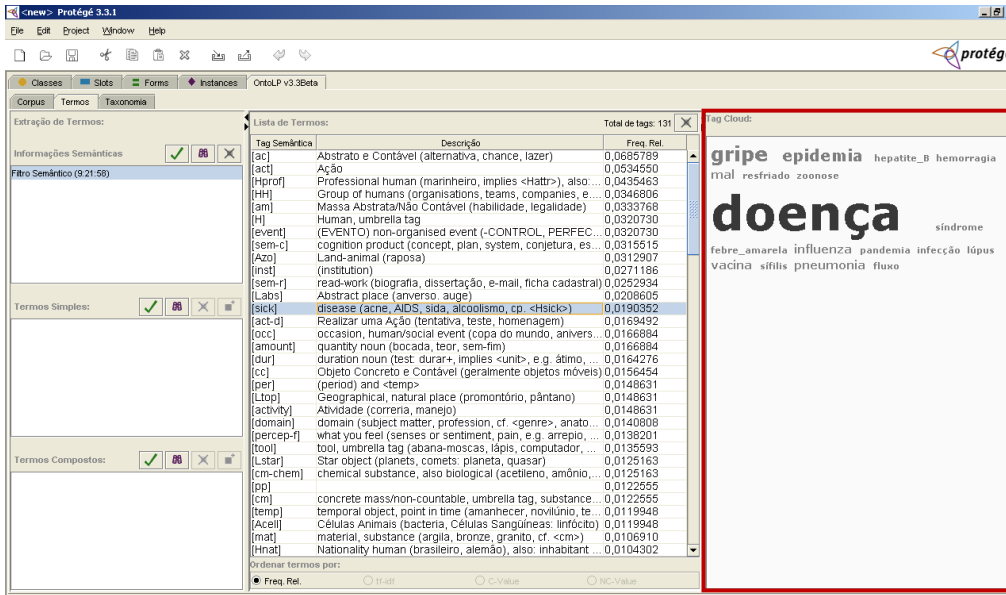 <new> Protégé 3.3.1
File Edit Project Window Help
protégé
Classes Slots Forms Instances OntoLP v3.3Beta
Corpus Termos Taxonomia
Extração de Termos:
Informações Semânticas
Filtro Semântico (9:21:58)
Termos Simples:
Termos Compostos:
Lista de Termos: Total de tags: 131
Tag Semântica Descrição Freq. Rel.
[ac] Abstrato e Contável (alternativa, chance, lazer) 0,0685789
[act] Ação 0,0534550
[Hprof] Professional human (marinheiro, implies <Hattr>), also:... 0,0435463
[HH] Group of humans (organisations, teams, companies, e... 0,0346806
[am] Massa Abstrata/Não Contável (habilidade, legalidade) 0,0333768
[H] Human, umbrella tag 0,0320730
[event] (EVENTO) non-organised event (-CONTROL, PERFEC... 0,0320730
[sem-c] cognition product (concept, plan, system, conjetura, es... 0,0315515
[Azo] Land-animal (raposa) 0,0312907
[inst] (institution) 0,0271186
[sem-r] read-work (biografia, dissertação, e-mail, ficha cadastral) 0,0252934
[Labs] Abstract place (anverso. auge) 0,0208605
[sick] disease (acne, AIDS, sida, alcoolismo, cp. <Hsick>) 0,0190352
[act-d] Realizar uma Ação (tentativa, teste, homenagem) 0,0169492
[occ] occasion, human/social event (copa do mundo, anivers... 0,0166884
[amount] quantity noun (bocada, teor, sem-fim) 0,0166884
[dur] duration noun (test: durar+, implies <unit>, e.g. átimo, ... 0,0164276
[cc] Objeto Concreto e Contável (geralmente objetos móveis) 0,0156454
[per] (period) and <temp> 0,0148631
[Ltop] Geographical, natural place (promontório, pântano) 0,0148631
[activity] Atividade (correria, manejo) 0,0148631
[domain] domain (subject matter, profession, cf. <genre>, anato... 0,0140808
[percep-f] what you feel (senses or sentiment, pain, e.g. arrepio, ... 0,0138201
[tool] tool, umbrella tag (abana-moscas, lápis, computador, ... 0,0135593
[Lstar] Star object (planets, comets: planeta, quasar) 0,0125163
[cm-chem] chemical substance, also biological (acetileno, amônio,... 0,0125163
[pp] 0,0122555
[cm] concrete mass/non-countable, umbrella tag, substance... 0,0122555
[temp] temporal object, point in time (amanhecer, novilúnio, te... 0,0119948
[Acell] Células Animais (bacteria, Células Sangüíneas: linfócito) 0,0119948
[mat] material, substance (argila, bronze, granito, cf. <cm>) 0,0106910
[Hnat] Nationality human (brasileiro, alemão), also: inhabitant ... 0,0104302
Ordenar termos por:
Freq. Rel. tf-idf C-Value NC-Value
Tag Cloud:
gripe epidemia hepatite_B hemorragia
mal resfriado zoonose
doença síndrome
febre_amarela influenza pandemia infecção lúpus
vacina sífilis pneumonia fluxo